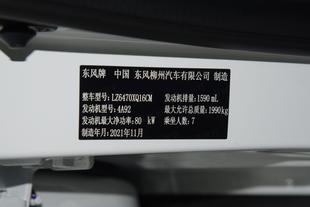 东风牌 中国 东风柳州汽车有限公司 制造
整车型号: LZ6470XQ16CM 发动机排量: 1590 mL
发动机型号: 4A92 最大允许总质量: 1990kg
发动机最大净功率: 80 kW 乘坐人数: 7
制造年月: 2021年11月